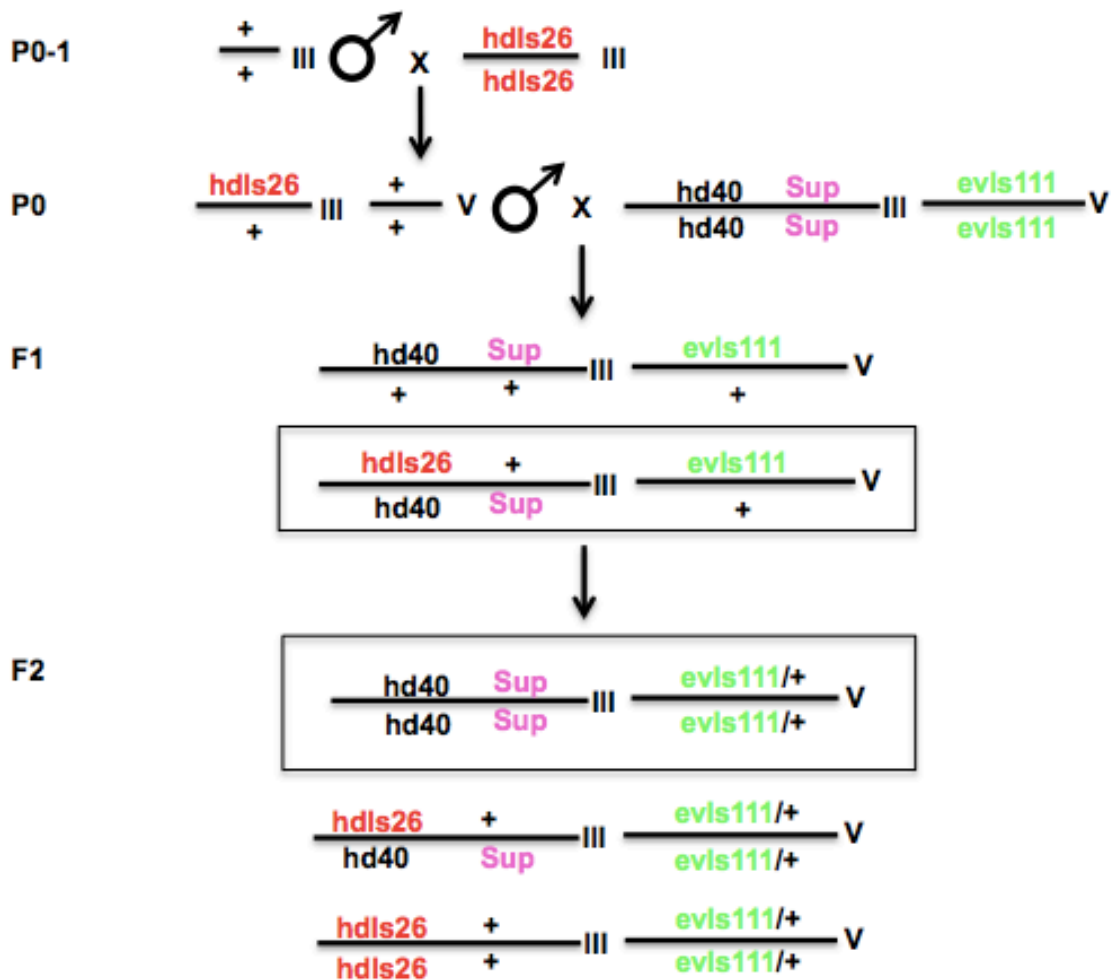 + hdIs26
P0-1 III X III
+ hdIs26
hdIs26 + hd40 Sup evIs111
P0 III V X III V
+ + hd40 Sup evIs111
hd40 Sup evIs111
F1 III V
+ + +
hdIs26 + evIs111
III V
hd40 Sup +
F2
hd40 Sup evIs111/+
III V
hd40 Sup evIs111/+
hdIs26 + evIs111/+
III V
hd40 Sup evIs111/+
hdIs26 + evIs111/+
III V
hdIs26 + evIs111/+